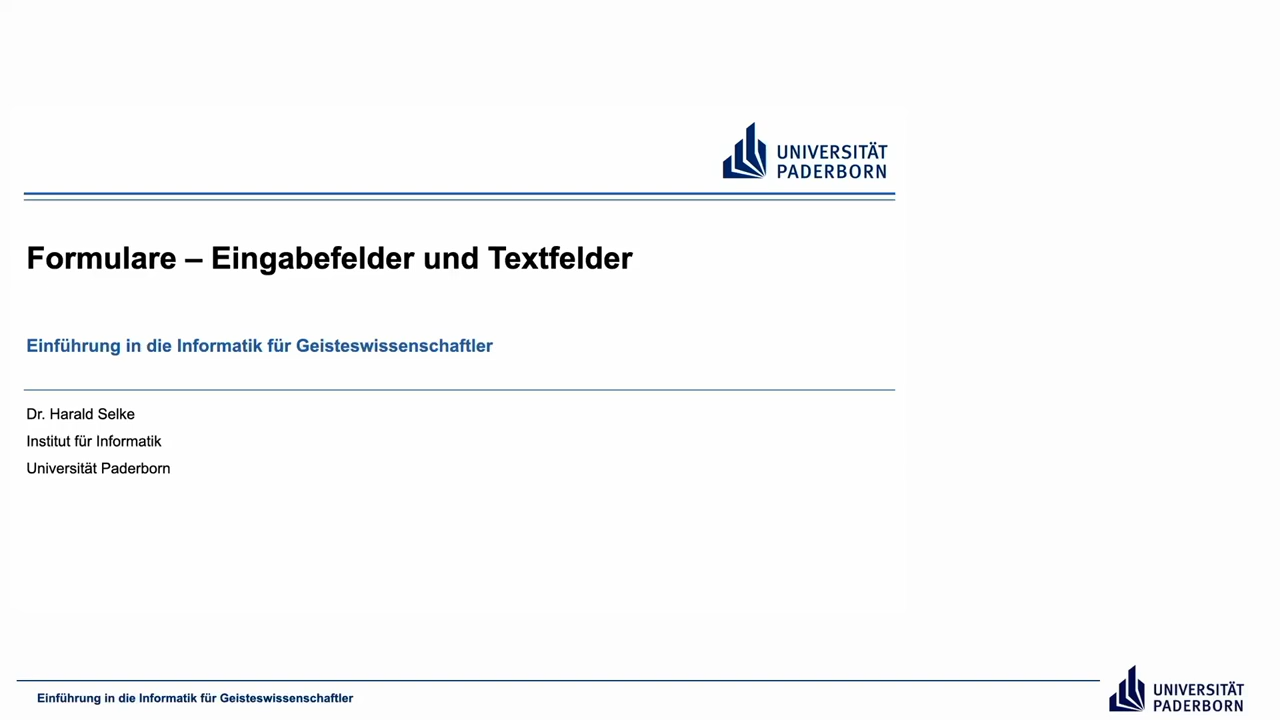 UNIVERSITÄT
PADERBORN
Formulare – Eingabefelder und Textfelder
Einführung in die Informatik für Geisteswissenschaftler
Dr. Harald Selke
Institut für Informatik
Universität Paderborn
Einführung in die Informatik für Geisteswissenschaftler
UNIVERSITÄT
PADERBORN